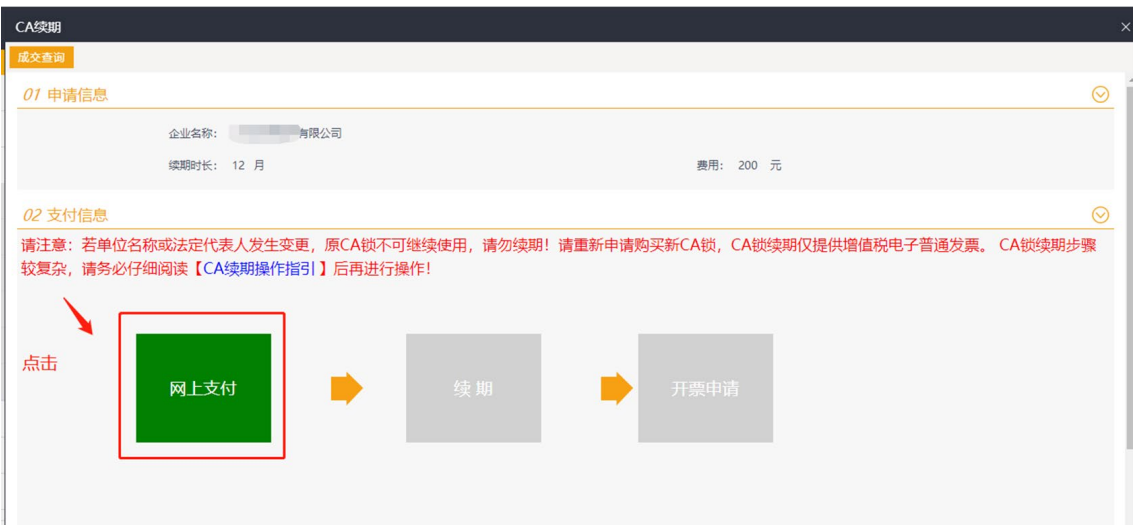 CA续期
成交查询
01 申请信息
企业名称： 有限公司
续期时长： 12 月 费用： 200 元
02 支付信息
请注意：若单位名称或法定代表人发生变更，原CA锁不可继续使用，请勿续期！请重新申请购买新CA锁，CA锁续期仅提供增值税电子普通发票。 CA锁续期步骤
较复杂，请务必仔细阅读【CA续期操作指引】后再进行操作！
点击
网上支付 续 期 开票申请